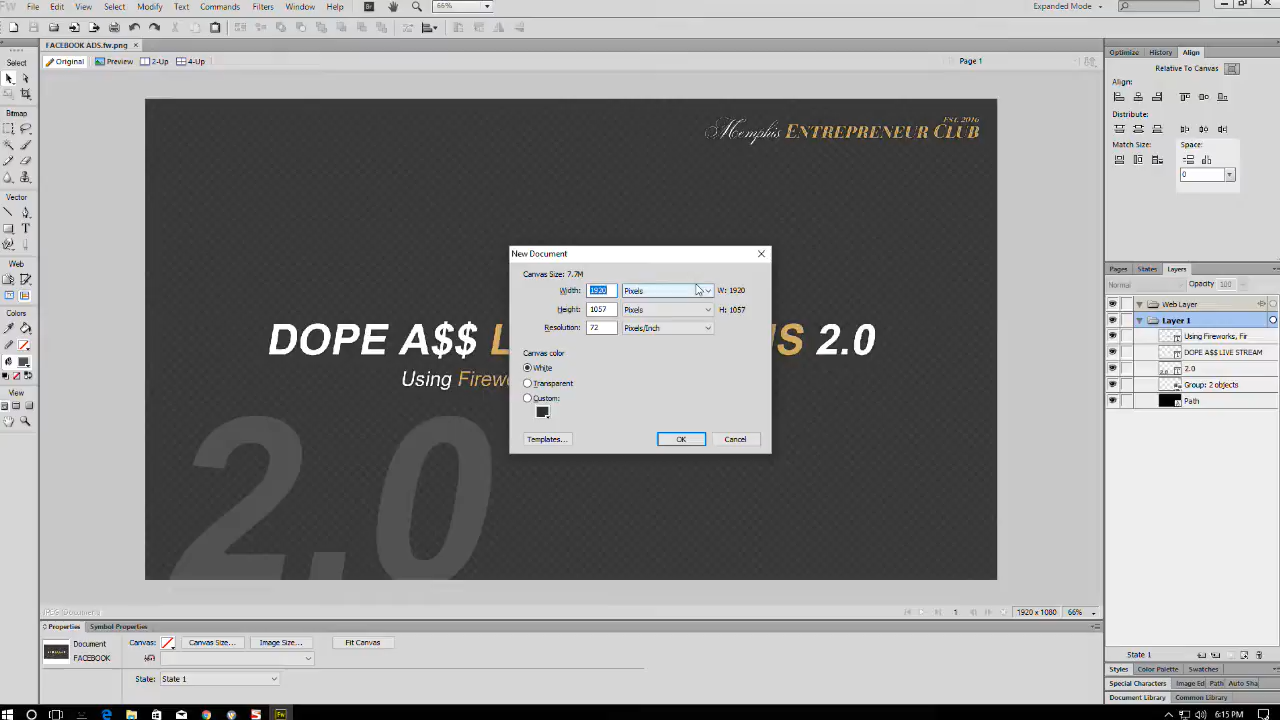 FW File Edit View Select Modify Text Commands Filters Window Help Br 66% Expanded Mode
FACEBOOK ADS.fw.png ×
Original Preview 2-Up 4-Up Page 1
Select
Bitmap
Vector
Web
Colors
View
Memphis ENTREPRENEUR CLUB
EST. 2016
DOPE A$$ L S 2.0
Using Firew
2.0
New Document
Canvas Size: 7.7M
Width: 1920 Pixels W: 1920
Height: 1057 Pixels H: 1057
Resolution: 72 Pixels/Inch
Canvas color
White
Transparent
Custom:
Templates... OK Cancel
Optimize History Align
Relative To Canvas
Align:
Distribute:
Match Size: Space:
0
Pages States Layers
Normal Opacity 100
Web Layer
Layer 1
Using Fireworks, Fir
DOPE A$$ LIVE STREAM
2.0
Group: 2 objects
Path
State 1
Styles Color Palette Swatches
Special Characters Image Ed Path Auto Sha
Document Library Common Library
JPEG (Document)
1 1920 x 1080 66%
Properties Symbol Properties
Document
FACEBOOK
Canvas: Canvas Size... Image Size... Fit Canvas
State: State 1
6:15 PM